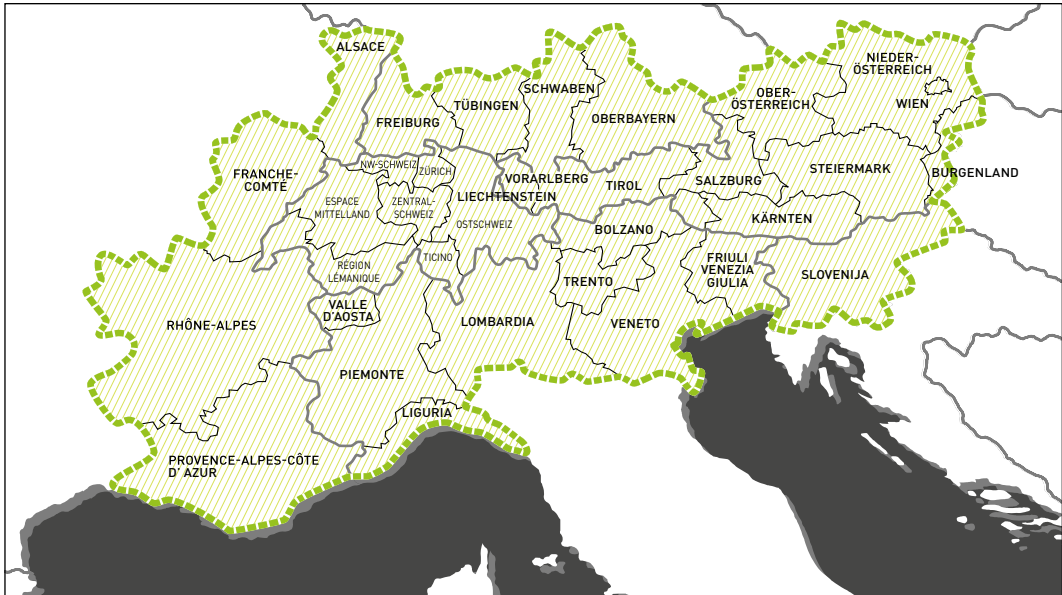 ALSACE
NIEDER-
ÖSTERREICH
SCHWABEN
OBER-
ÖSTERREICH
TÜBINGEN
WIEN
FREIBURG
OBERBAYERN
NW-SCHWEIZ
ZÜRICH
STEIERMARK
FRANCHE-
COMTÉ
VORARLBERG
TIROL
SALZBURG
BURGENLAND
LIECHTENSTEIN
ESPACE
MITTELLAND
ZENTRAL-
SCHWEIZ
OSTSCHWEIZ
KÄRNTEN
BOLZANO
TICINO
RÉGION
LÉMANIQUE
FRIULI
VENEZIA
GIULIA
SLOVENIJA
TRENTO
VALLE
D'AOSTA
RHÔNE-ALPES
LOMBARDIA
VENETO
PIEMONTE
LIGURIA
PROVENCE-ALPES-CÔTE
D' AZUR